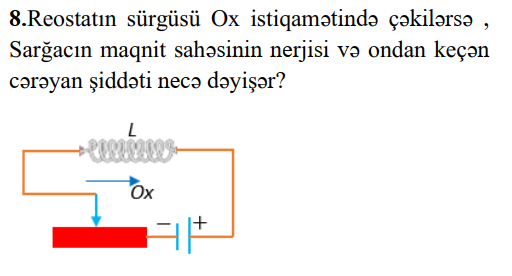 8.Reostatın sürgüsü Ox istiqamətində çəkilərsə ,
Sarğacın maqnit sahəsinin nerjisi və ondan keçən
cərəyan şiddəti necə dəyişər?
L
Ox
− +